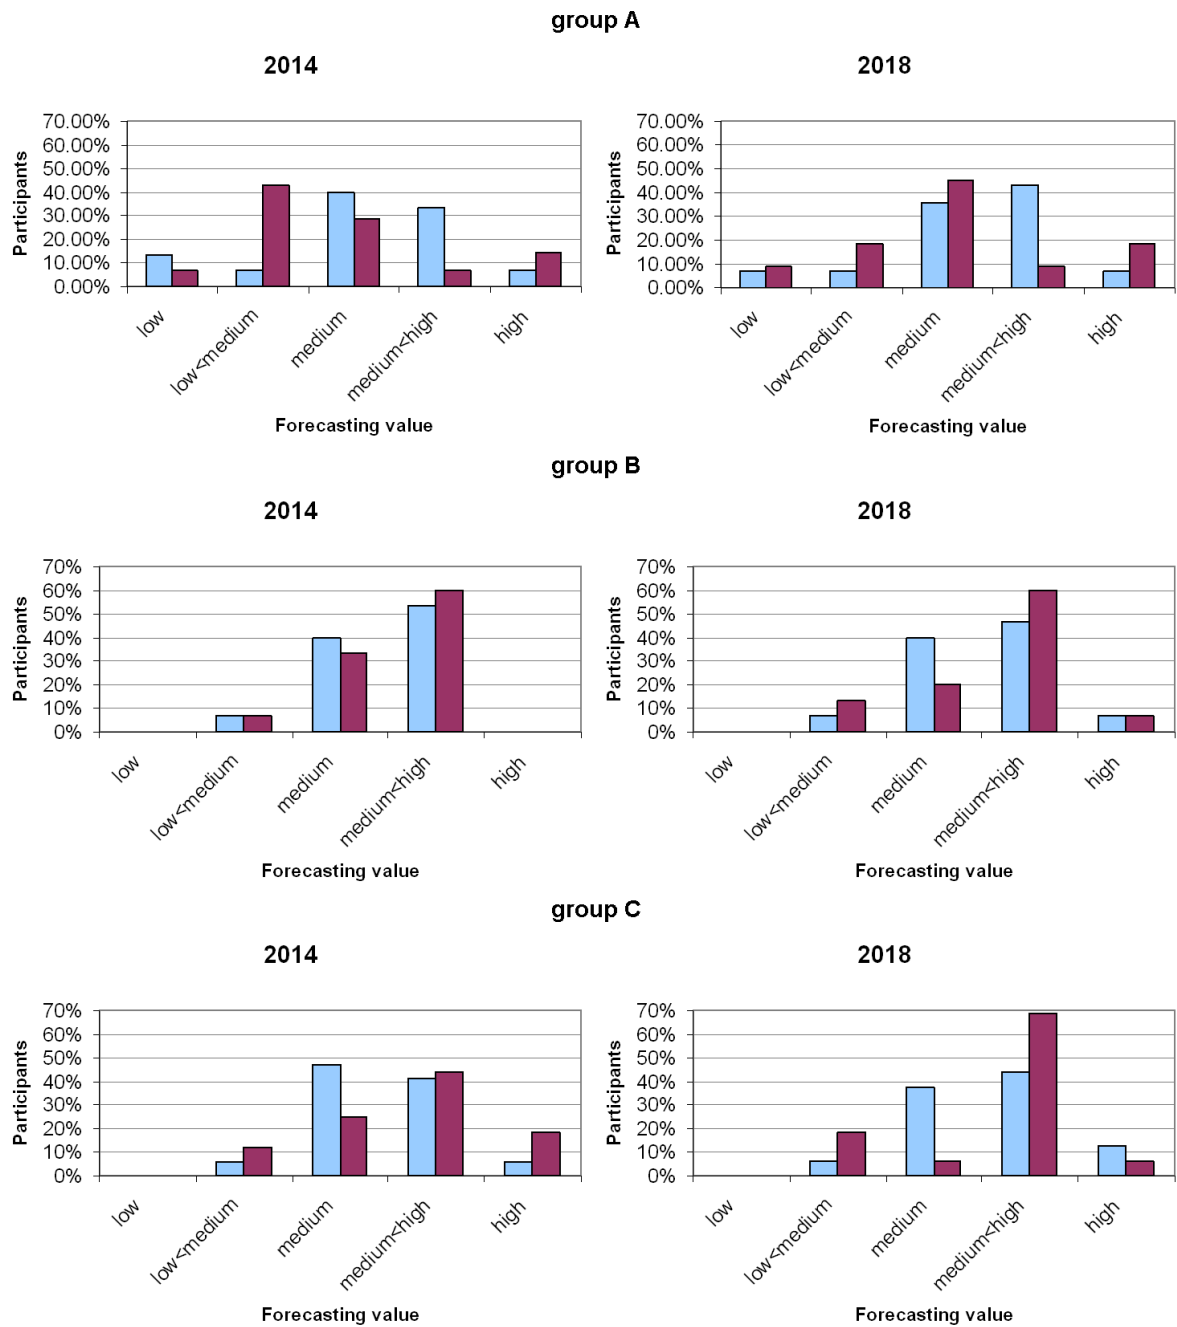 group A
2014
2018
70.00%
60.00%
50.00%
40.00%
30.00%
20.00%
10.00%
0.00%
Participants
low
low<medium
medium
medium<high
high
Forecasting value
70.00%
60.00%
50.00%
40.00%
30.00%
20.00%
10.00%
0.00%
Participants
low
low<medium
medium
medium<high
high
Forecasting value
group B
2014
2018
70%
60%
50%
40%
30%
20%
10%
0%
Participants
low
low<medium
medium
medium<high
high
Forecasting value
70%
60%
50%
40%
30%
20%
10%
0%
Participants
low
low<medium
medium
medium<high
high
Forecasting value
group C
2014
2018
70%
60%
50%
40%
30%
20%
10%
0%
Participants
low
low<medium
medium
medium<high
high
Forecasting value
70%
60%
50%
40%
30%
20%
10%
0%
Participants
low
low<medium
medium
medium<high
high
Forecasting value